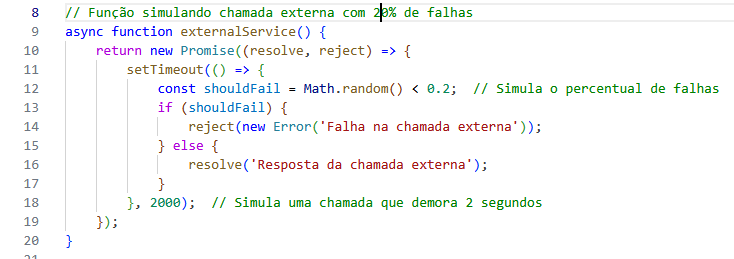 8 // Função simulando chamada externa com 20% de falhas
9 async function externalService() {
10 return new Promise((resolve, reject) => {
11 setTimeout(() => {
12 const shouldFail = Math.random() < 0.2;  // Simula o percentual de falhas
13 if (shouldFail) {
14 reject(new Error('Falha na chamada externa'));
15 } else {
16 resolve('Resposta da chamada externa');
17 }
18 }, 2000);  // Simula uma chamada que demora 2 segundos
19 });
20 }